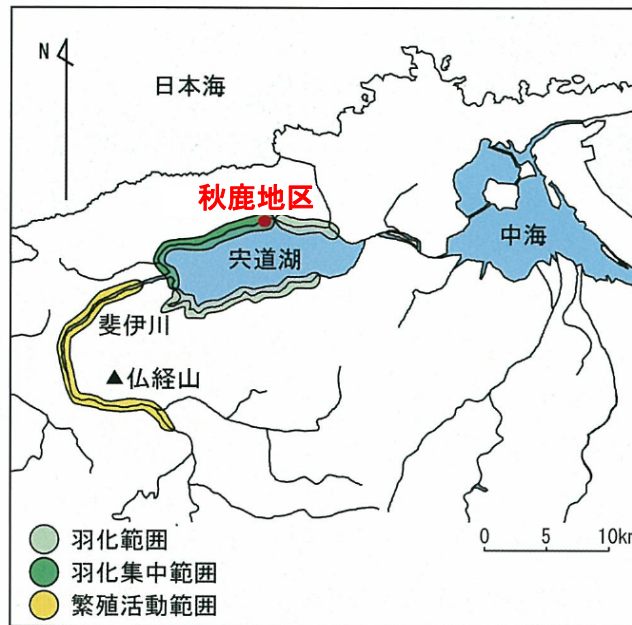 N
日本海
秋鹿地区
宍道湖
中海
斐伊川
▲仏経山
羽化範囲
羽化集中範囲
繁殖活動範囲
0 5 10km